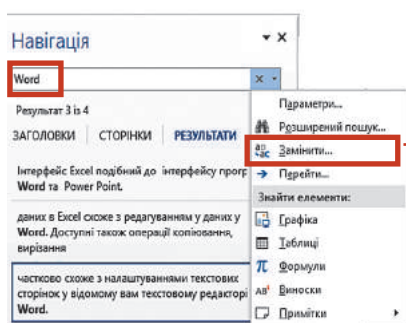 Навігація
Word
Результат 3 із 4
ЗАГОЛОВКИ СТОРІНКИ РЕЗУЛЬТАТИ
Інтерфейс Excel подібний до інтерфейсу прогр
Word та Power Point.
даних в Excel схоже з редагуванням у даних у
Word. Доступні також операції копіювання,
вирізання
частково схоже з налаштуваннями текстових
сторінок у відомому вам текстовому редакторі
Word.
Параметри...
Розширений пошук...
Замінити...
Перейти...
Знайти елементи:
Графіка
Таблиці
Формули
Виноски
Примітки